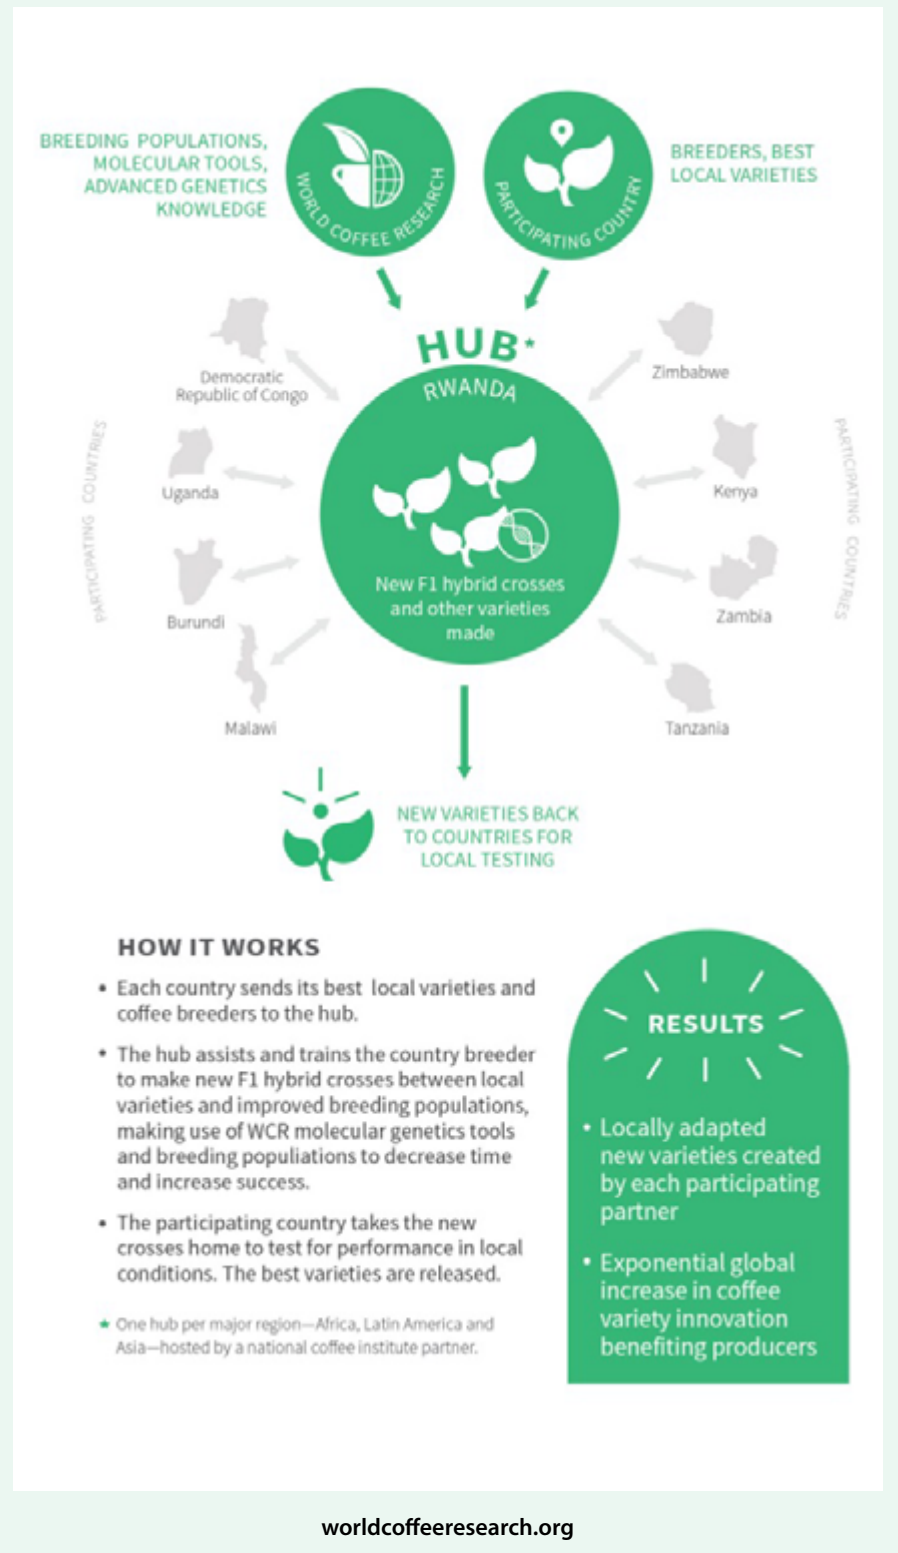 BREEDING POPULATIONS,
MOLECULAR TOOLS,
ADVANCED GENETICS
KNOWLEDGE
WORLD COFFEE RESEARCH
PARTICIPATING COUNTRY
BREEDERS, BEST
LOCAL VARIETIES
HUB*
RWANDA
Democratic
Republic of Congo
Zimbabwe
PARTICIPATING COUNTRIES
Uganda
Kenya
PARTICIPATING COUNTRIES
Burundi
Zambia
Malawi
Tanzania
New F1 hybrid crosses
and other varieties
made
NEW VARIETIES BACK
TO COUNTRIES FOR
LOCAL TESTING
HOW IT WORKS
• Each country sends its best local varieties and
coffee breeders to the hub.
• The hub assists and trains the country breeder
to make new F1 hybrid crosses between local
varieties and improved breeding populations,
making use of WCR molecular genetics tools
and breeding populiations to decrease time
and increase success.
• The participating country takes the new
crosses home to test for performance in local
conditions. The best varieties are released.
* One hub per major region—Africa, Latin America and
Asia—hosted by a national coffee institute partner.
RESULTS
• Locally adapted
new varieties created
by each participating
partner
• Exponential global
increase in coffee
variety innovation
benefiting producers
worldcoffeeresearch.org